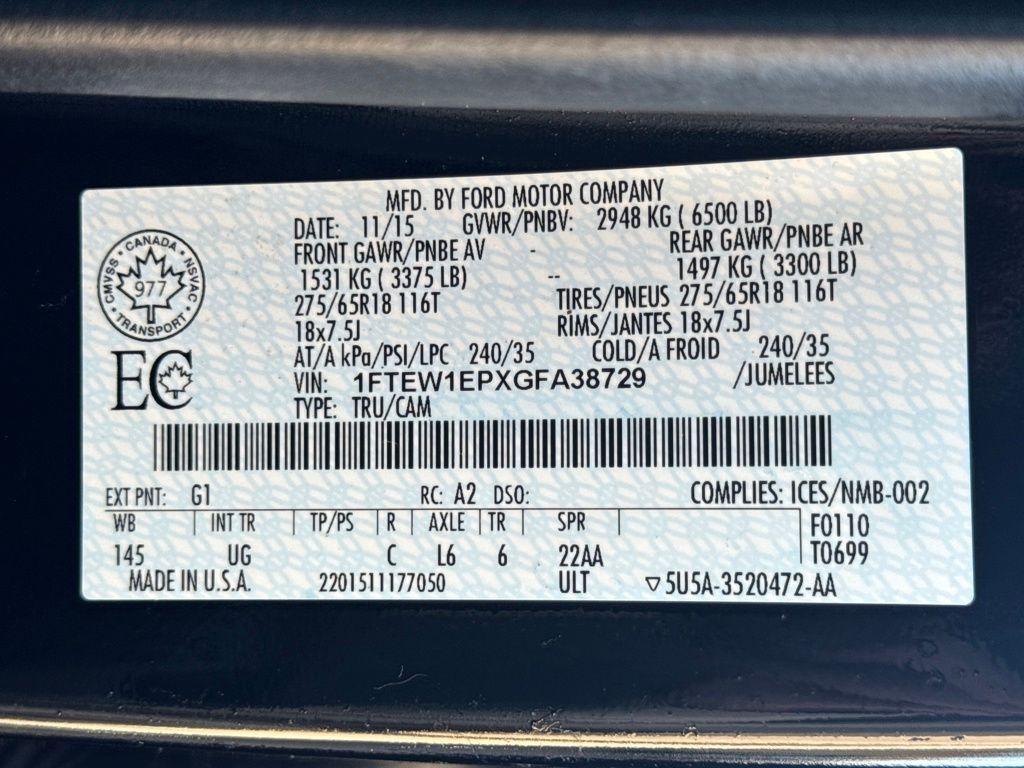 MFD. BY FORD MOTOR COMPANY
DATE: 11/15 GVWR/PNBV: 2948 KG ( 6500 LB)
FRONT GAWR/PNBE AV - REAR GAWR/PNBE AR
1531 KG ( 3375 LB) -- 1497 KG ( 3300 LB)
275/65R18 116T TIRES/PNEUS 275/65R18 116T
18x7.5J RIMS/JANTES 18x7.5J
AT/A kPa/PSI/LPC 240/35 COLD/A FROID 240/35
VIN: 1FTEW1EPXGFA38729 /JUMELEES
TYPE: TRU/CAM
CANADA
CMVSS • NSVAC
977
TRANSPORT
EC
EXT PNT: G1 RC: A2 DSO: COMPLIES: ICES/NMB-002
WB INT TR TP/PS R AXLE TR SPR F0110
145 UG C L6 6 22AA T0699
MADE IN U.S.A. 2201511177050 ULT ▽5U5A-3520472-AA